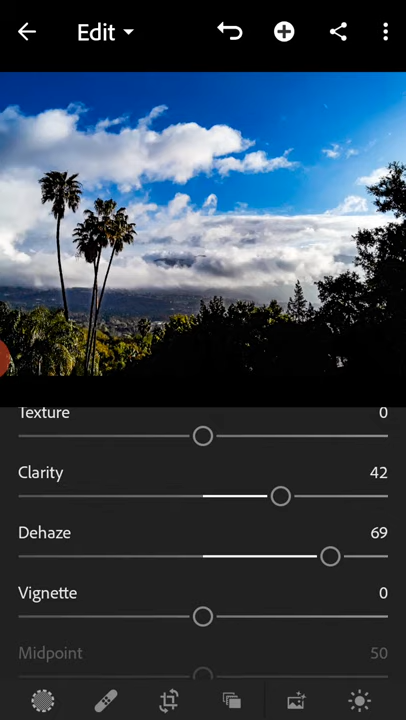 Edit
Texture 0
Clarity 42
Dehaze 69
Vignette 0
Midpoint 50